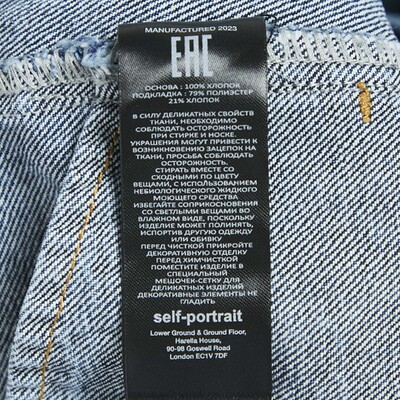 MANUFACTURED 2023
EAC
ОСНОВА : 100% ХЛОПОК
ПОДКЛАДКА : 79% ПОЛИЭСТЕР
21% ХЛОПОК
В СИЛУ ДЕЛИКАТНЫХ СВОЙСТВ
ТКАНИ, НЕОБХОДИМО
СОБЛЮДАТЬ ОСТОРОЖНОСТЬ
ПРИ СТИРКЕ И НОСКЕ.
УКРАШЕНИЯ МОГУТ ПРИВЕСТИ К
ВОЗНИКНОВЕНИЮ ЗАЦЕПОК НА
ТКАНИ, ПРОСЬБА СОБЛЮДАТЬ
ОСТОРОЖНОСТЬ.
СТИРАТЬ ВМЕСТЕ СО
СХОДНЫМИ ПО ЦВЕТУ
ВЕЩАМИ, С ИСПОЛЬЗОВАНИЕМ
НЕБИОЛОГИЧЕСКОГО ЖИДКОГО
МОЮЩЕГО СРЕДСТВА
ИЗБЕГАЙТЕ СОПРИКОСНОВЕНИЯ
СО СВЕТЛЫМИ ВЕЩАМИ ВО
ВЛАЖНОМ ВИДЕ, ПОСКОЛЬКУ
ИЗДЕЛИЕ МОЖЕТ ПОЛИНЯТЬ,
ИСПОРТИВ ДРУГУЮ ОДЕЖДУ
ИЛИ ОБИВКУ
ПЕРЕД ЧИСТКОЙ ПРИКРОЙТЕ
ДЕКОРАТИВНУЮ ОТДЕЛКУ
ПЕРЕД ХИМЧИСТКОЙ
ПОМЕСТИТЕ ИЗДЕЛИЕ В
СПЕЦИАЛЬНЫЙ
МЕШОЧЕК-СЕТКУ ДЛЯ
ДЕЛИКАТНЫХ ИЗДЕЛИЙ
ДЕКОРАТИВНЫЕ ЭЛЕМЕНТЫ НЕ
ГЛАДИТЬ
self-portrait
Lower Ground & Ground Floor,
Harella House,
90-98 Goswell Road
London EC1V 7DF